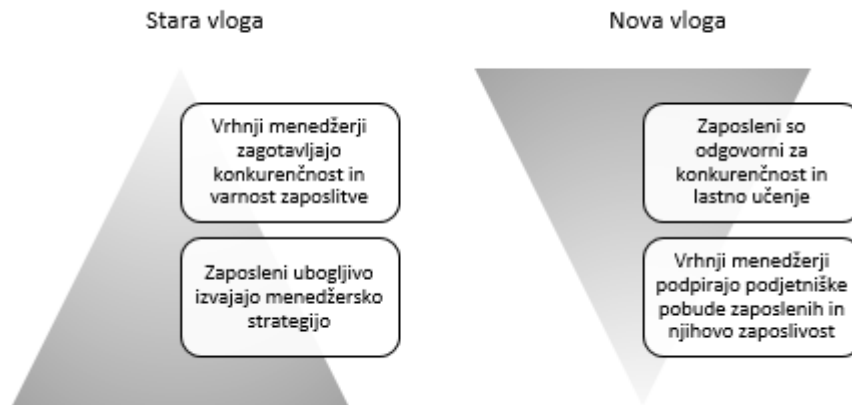 Stara vloga
Vrhnji menedžerji
zagotavljajo
konkurenčnost in
varnost zaposlitve
Zaposleni ubogljivo
izvajajo menedžersko
strategijo
Nova vloga
Zaposleni so
odgovorni za
konkurenčnost in
lastno učenje
Vrhnji menedžerji
podpirajo podjetniške
pobude zaposlenih in
njihovo zaposlivost